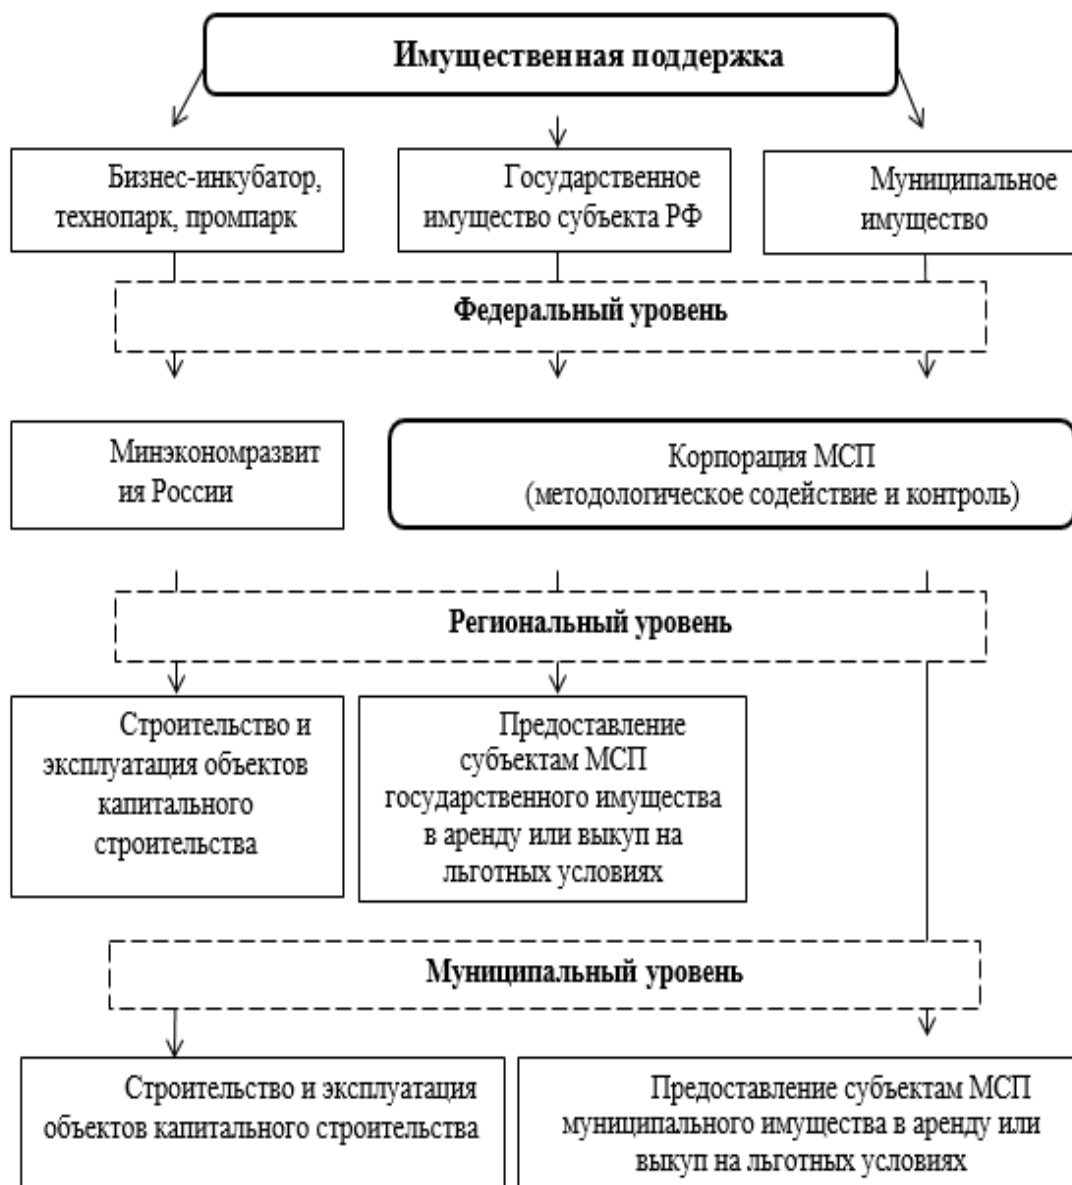 Имущественная поддержка
Бизнес-инкубатор,
технопарк, промпарк
Государственное
имущество субъекта РФ
Муниципальное
имущество
Федеральный уровень
Минэкономразвит
ия России
Корпорация МСП
(методологическое содействие и контроль)
Региональный уровень
Строительство и
эксплуатация объектов
капитального
строительства
Предоставление
субъектам МСП
государственного имущества
в аренду или выкуп на
льготных условиях
Муниципальный уровень
Строительство и эксплуатация
объектов капитального строительства
Предоставление субъектам МСП
муниципального имущества в аренду или
выкуп на льготных условиях